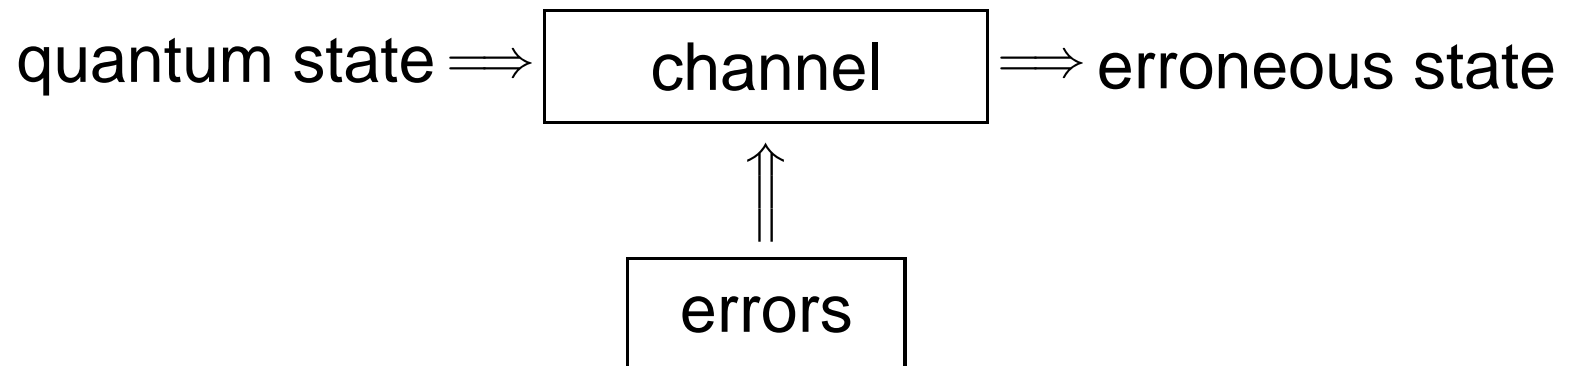 quantum state ⟹ channel ⟹ erroneous state
⇑
errors